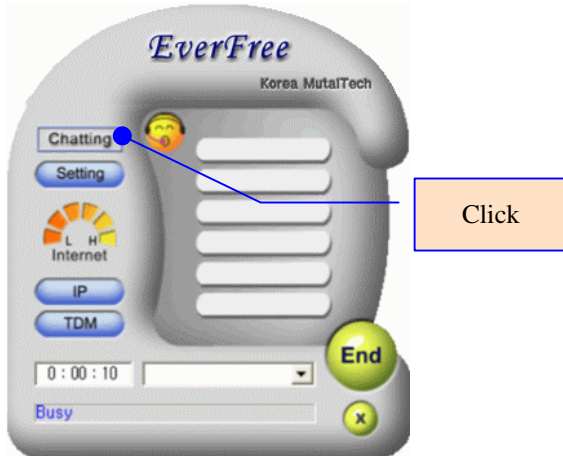 EverFree
Korea MutalTech
Chatting
Setting
L H
Internet
IP
TDM
End
0 : 00 : 10
Busy
x
Click